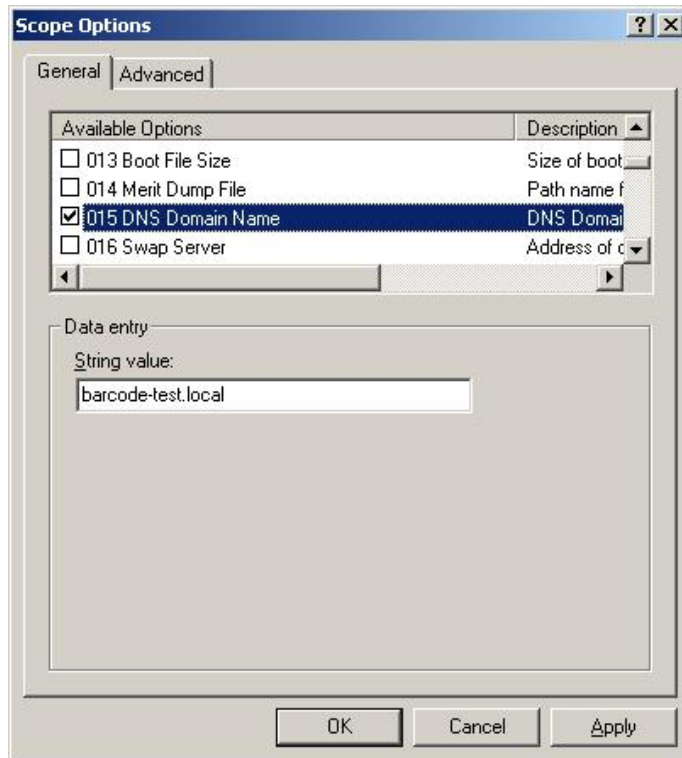 Scope Options
General Advanced
Available Options Description
013 Boot File Size Size of boot
014 Merit Dump File Path name f
015 DNS Domain Name DNS Domai
016 Swap Server Address of c
Data entry
String value:
barcode-test.local
OK Cancel Apply